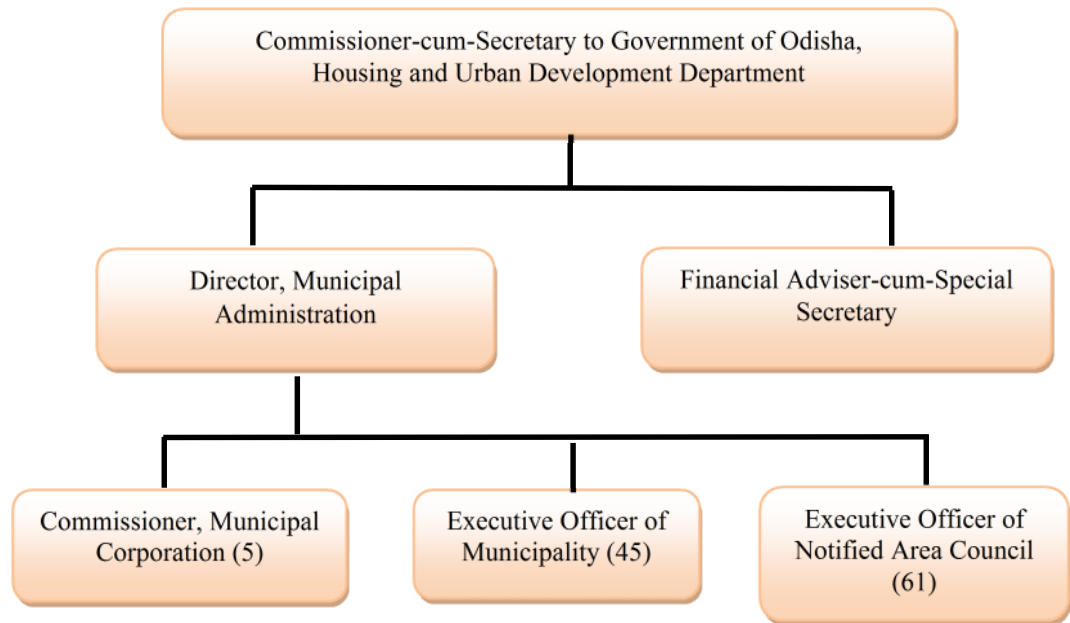 Commissioner-cum-Secretary to Government of Odisha,
Housing and Urban Development Department
Director, Municipal
Administration
Financial Adviser-cum-Special
Secretary
Commissioner, Municipal
Corporation (5)
Executive Officer of
Municipality (45)
Executive Officer of
Notified Area Council
(61)